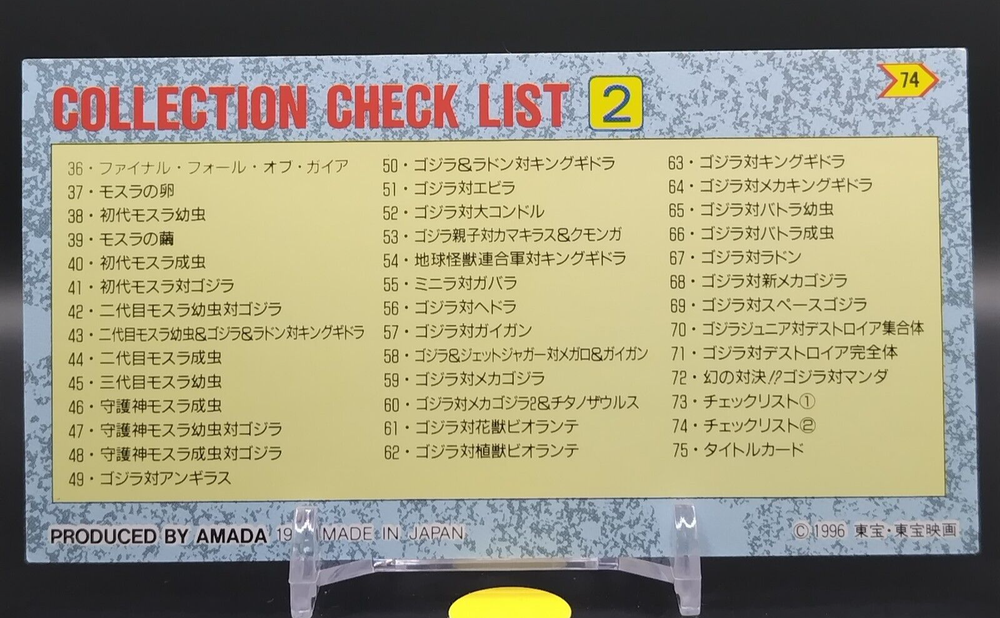 COLLECTION CHECK LIST 2
74
36・ファイナル・フォール・オブ・ガイア
37・モスラの卵
38・初代モスラ幼虫
39・モスラの繭
40・初代モスラ成虫
41・初代モスラ対ゴジラ
42・二代目モスラ幼虫対ゴジラ
43・二代目モスラ幼虫&ゴジラ&ラドン対キングギドラ
44・二代目モスラ成虫
45・三代目モスラ幼虫
46・守護神モスラ成虫
47・守護神モスラ幼虫対ゴジラ
48・守護神モスラ成虫対ゴジラ
49・ゴジラ対アンギラス
50・ゴジラ&ラドン対キングギドラ
51・ゴジラ対エビラ
52・ゴジラ対大コンドル
53・ゴジラ親子対カマキラス&クモンガ
54・地球怪獣連合軍対キングギドラ
55・ミニラ対ガバラ
56・ゴジラ対ヘドラ
57・ゴジラ対ガイガン
58・ゴジラ&ジェットジャガー対メガロ&ガイガン
59・ゴジラ対メカゴジラ
60・ゴジラ対メカゴジラ2&チタノザウルス
61・ゴジラ対花獣ビオランテ
62・ゴジラ対植獣ビオランテ
63・ゴジラ対キングギドラ
64・ゴジラ対メカキングギドラ
65・ゴジラ対バトラ幼虫
66・ゴジラ対バトラ成虫
67・ゴジラ対ラドン
68・ゴジラ対新メカゴジラ
69・ゴジラ対スペースゴジラ
70・ゴジラジュニア対デストロイア集合体
71・ゴジラ対デストロイア完全体
72・幻の対決!?ゴジラ対マンダ
73・チェックリスト①
74・チェックリスト②
75・タイトルカード
PRODUCED BY AMADA 19 MADE IN JAPAN
© 1996 東宝・東宝映画